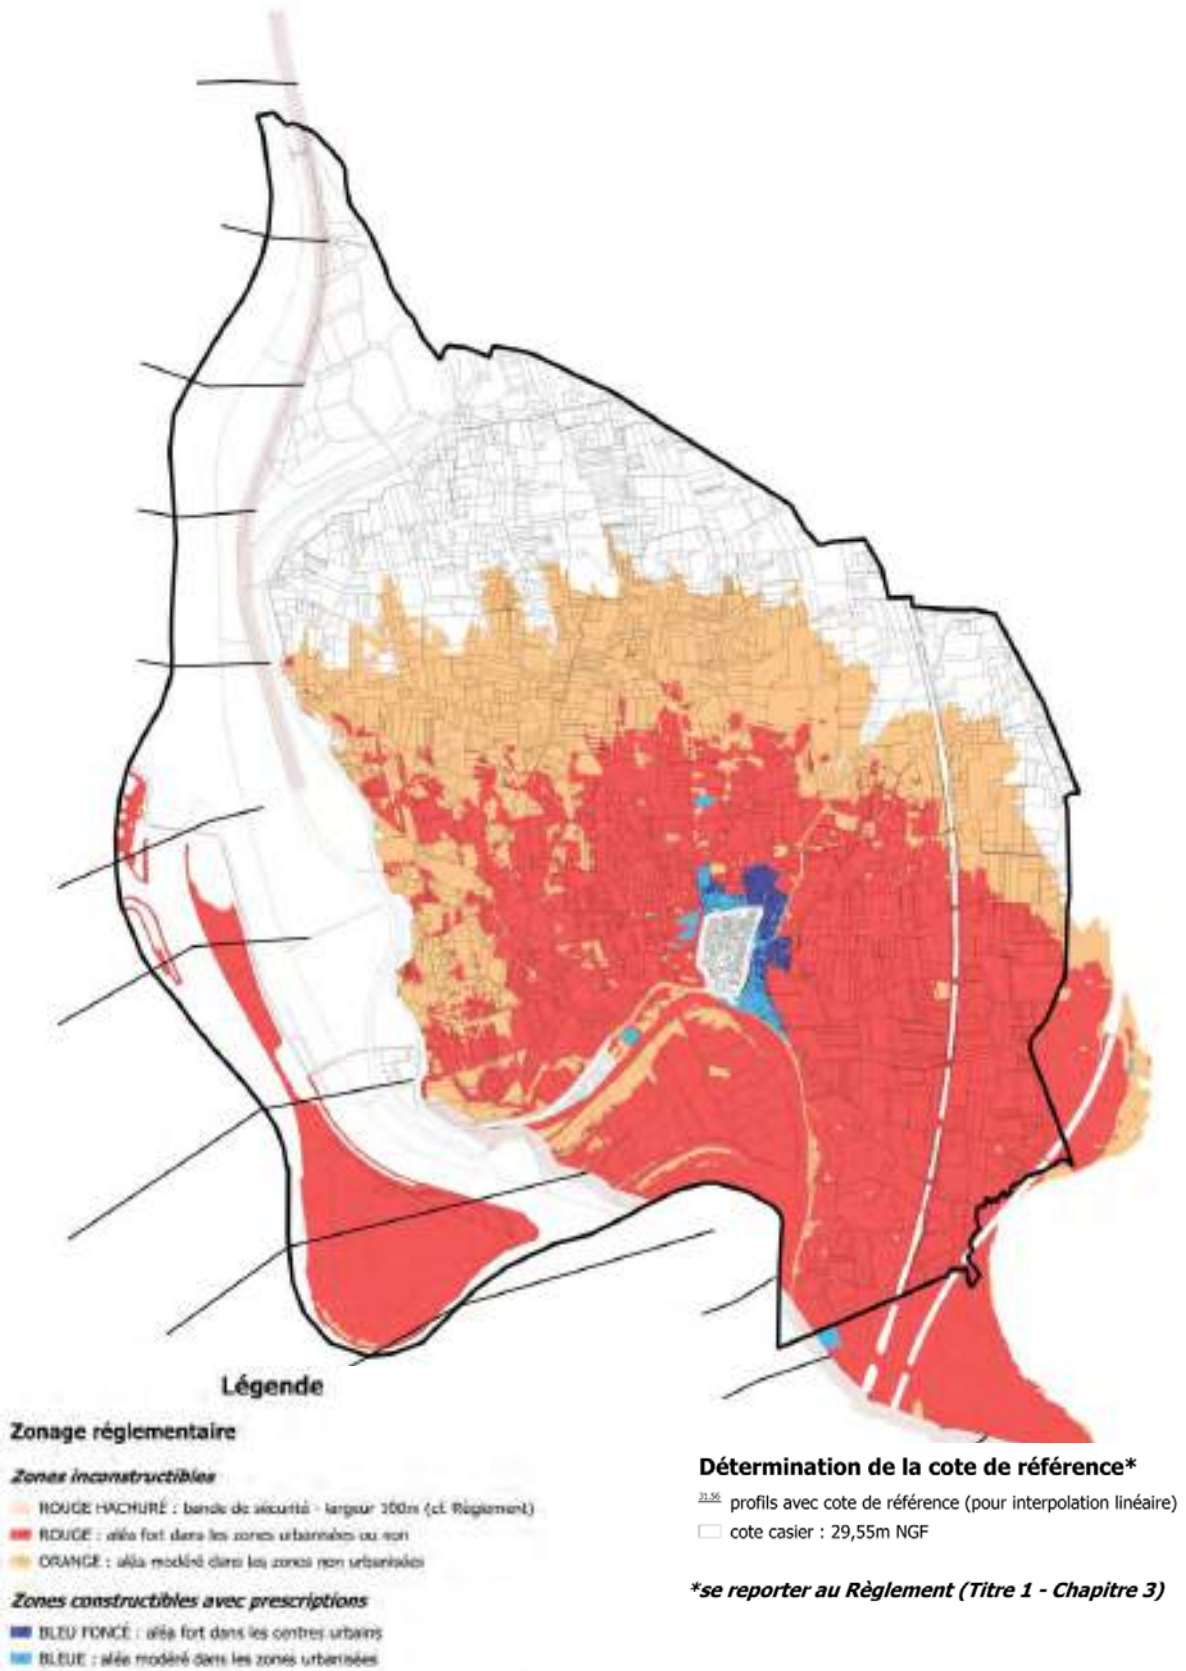 Légende
Zonage réglementaire
Zones inconstructibles
ROUGE HACHURÉ : bande de sécurité - largeur 100m (cf. Règlement)
ROUGE : aléa fort dans les zones urbanisées ou non
ORANGE : aléa modéré dans les zones non urbanisées
Zones constructibles avec prescriptions
BLEU FONCÉ : aléa fort dans les centres urbains
BLEUE : aléa modéré dans les zones urbanisées
Détermination de la cote de référence*
31.56 profils avec cote de référence (pour interpolation linéaire)
cote casier : 29,55m NGF
*se reporter au Règlement (Titre 1 - Chapitre 3)